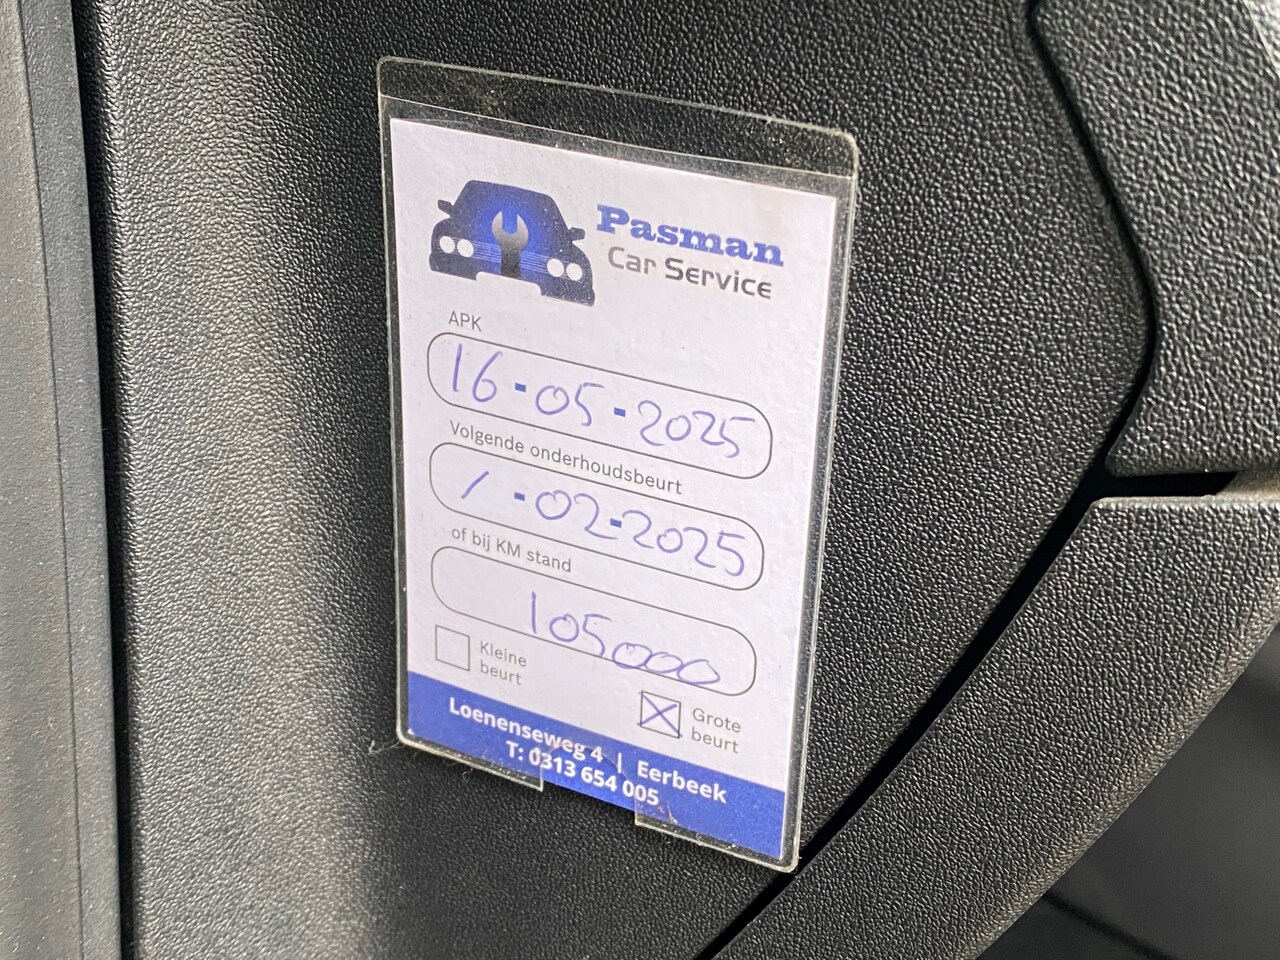 Pasman
Car Service
APK
16-05-2025
Volgende onderhoudsbeurt
/ -02-2025
of bij KM stand
105000
Kleine
beurt
Grote
beurt
Loenenseweg 4 | Eerbeek
T: 0313 654 005